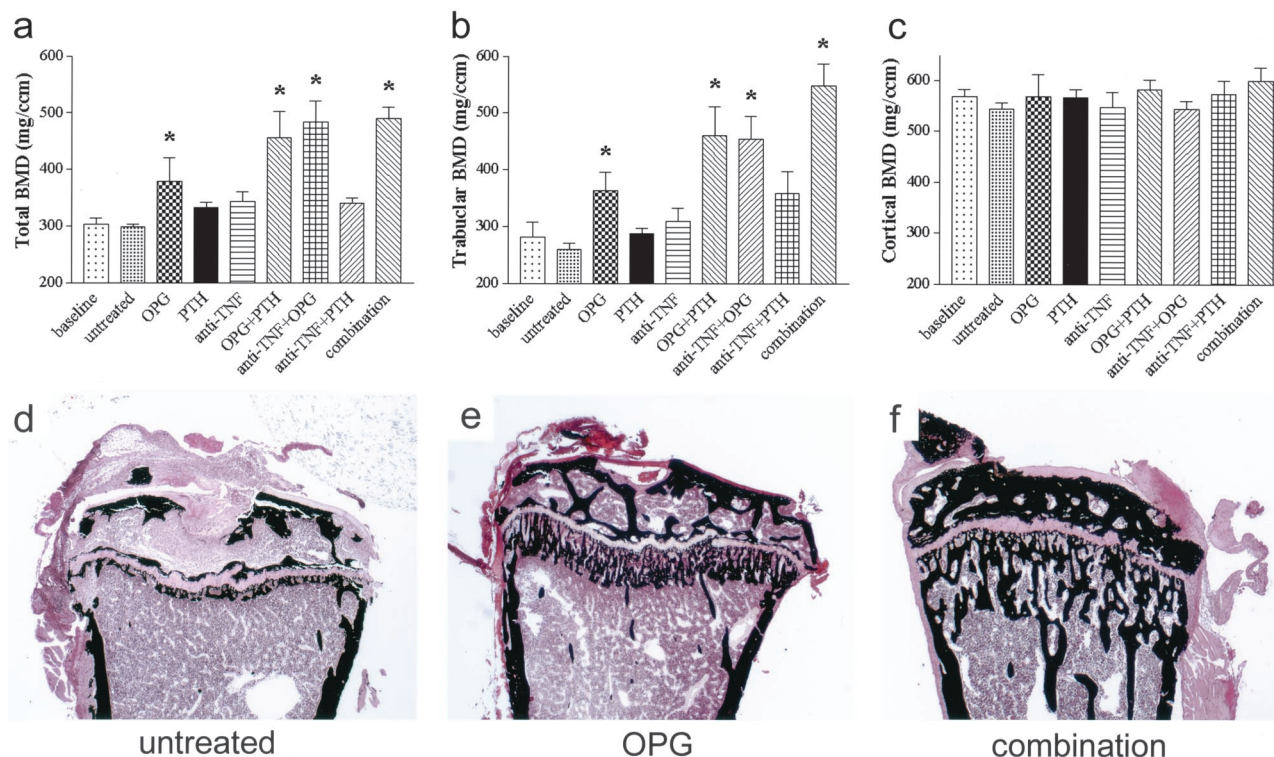 a
Total BMD (mg/ccm)
600
500
400
300
200
*
*
*
*
baseline
untreated
OPG
PTH
anti-TNF
OPG+PTH
anti-TNF+OPG
anti-TNF+PTH
combination
b
Trabuclar BMD (mg/ccm)
600
500
400
300
200
*
*
*
*
baseline
untreated
OPG
PTH
anti-TNF
OPG+PTH
anti-TNF+OPG
anti-TNF+PTH
combination
c
Cortical BMD (mg/ccm)
600
500
400
300
200
baseline
untreated
OPG
PTH
anti-TNF
OPG+PTH
anti-TNF+OPG
anti-TNF+PTH
combination
d
untreated
e
OPG
f
combination